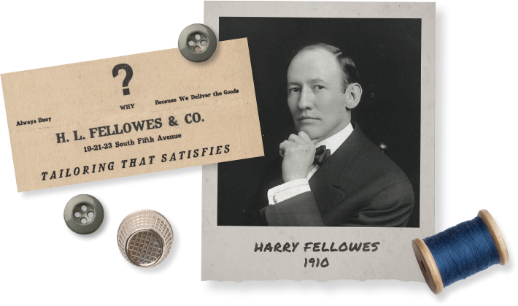 ?
Always Busy WHY Because We Deliver the Goods
H. L. FELLOWES & CO.
19-21-23 South Fifth Avenue
TAILORING THAT SATISFIES
HARRY FELLOWES
1910